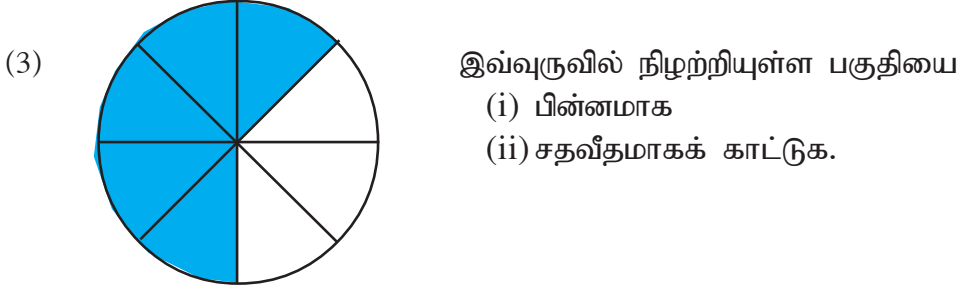 (3) இவ்வுருவில் நிழற்றியுள்ள பகுதியை
(i) பின்னமாக
(ii) சதவீதமாகக் காட்டுக.